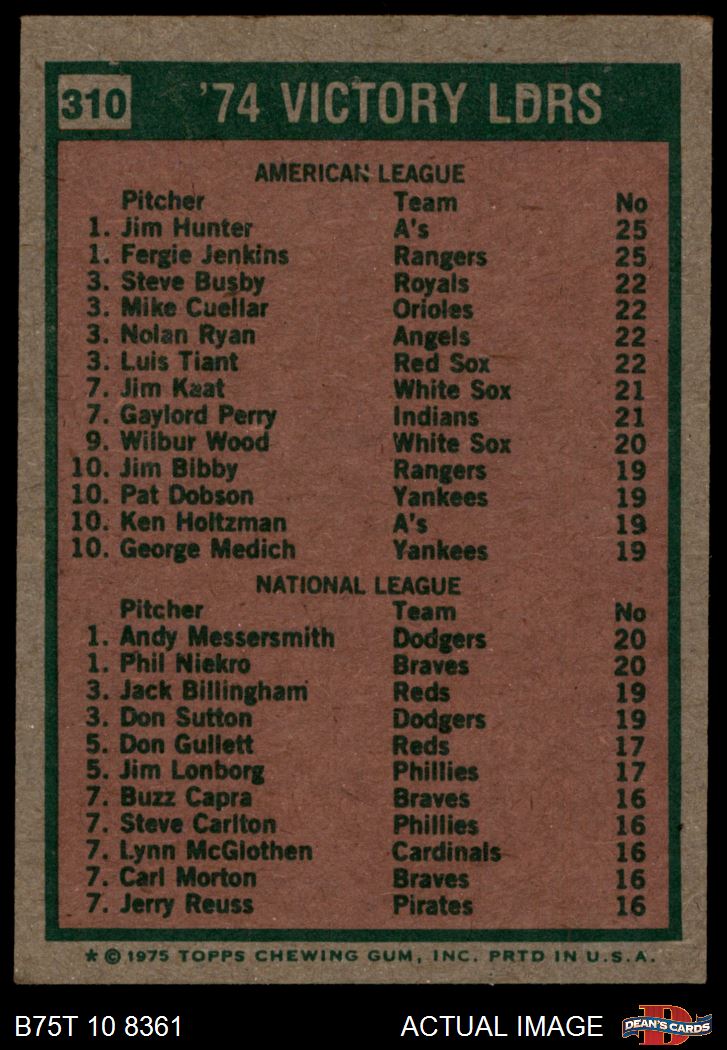 310 '74 VICTORY LDRS
AMERICAN LEAGUE
Pitcher Team No
1. Jim Hunter A's 25
1. Fergie Jenkins Rangers 25
3. Steve Busby Royals 22
3. Mike Cuellar Orioles 22
3. Nolan Ryan Angels 22
3. Luis Tiant Red Sox 22
7. Jim Kaat White Sox 21
7. Gaylord Perry Indians 21
9. Wilbur Wood White Sox 20
10. Jim Bibby Rangers 19
10. Pat Dobson Yankees 19
10. Ken Holtzman A's 19
10. George Medich Yankees 19
NATIONAL LEAGUE
Pitcher Team No
1. Andy Messersmith Dodgers 20
1. Phil Niekro Braves 20
3. Jack Billingham Reds 19
3. Don Sutton Dodgers 19
5. Don Gullett Reds 17
5. Jim Lonborg Phillies 17
7. Buzz Capra Braves 16
7. Steve Carlton Phillies 16
7. Lynn McGlothen Cardinals 16
7. Carl Morton Braves 16
7. Jerry Reuss Pirates 16
* © 1975 TOPPS CHEWING GUM, INC. PRTD IN U.S.A.
B75T 10 8361 ACTUAL IMAGE D DEAN'S CARDS